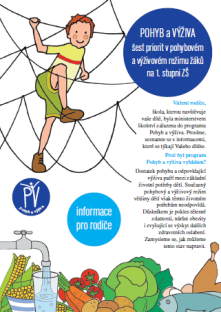 POHYB a VÝŽIVA
šest priorit v pohybovém
a výživovém režimu žáků
na 1. stupni ZŠ
Vážení rodiče,
škola, kterou navštěvuje
vaše dítě, byla ministerstvem
školství zařazena do programu
Pohyb a výživa. Prosíme,
seznamte se s informacemi,
které se týkají Vašeho dítěte.
Proč byl program
Pohyb a výživa vyhlášen?
Dostatek pohybu a odpovídající
výživa patří mezi základní
životní potřeby dětí. Současný
pohybový a výživový režim
většiny dětí však těmto životním
potřebám neodpovídá.
Důsledkem je pokles tělesné
zdatnosti, nárůst obezity
i zvyšující se výskyt dalších
zdravotních oslabení.
Zamysleme se, jak můžeme
tento stav napravit.
PV
pohyb a výživa
informace
pro rodiče